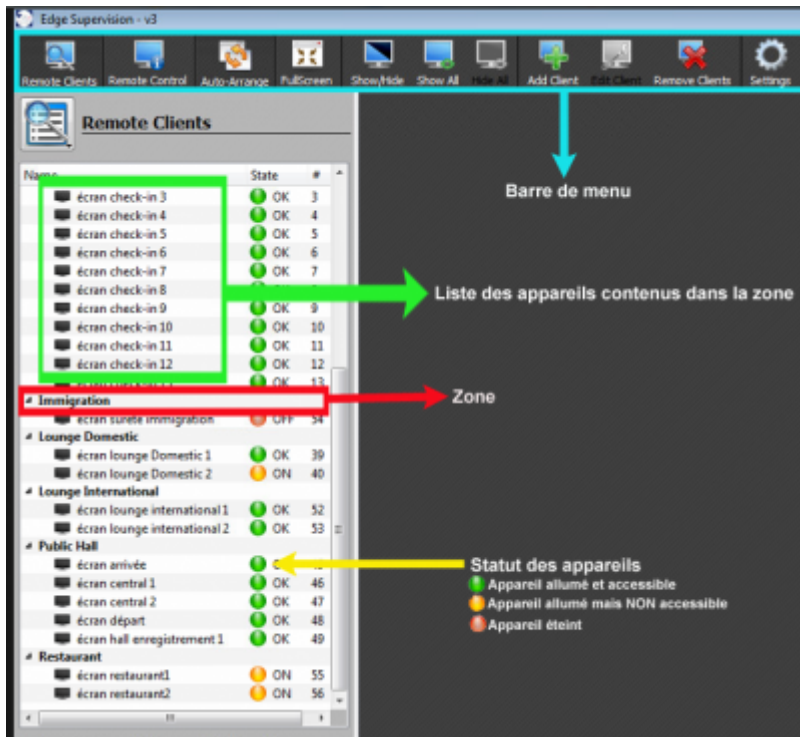 Edge Supervision - v3
Remote Clients Remote Control Auto-Arrange FullScreen Show/Hide Show All Hide All Add Client Edit Client Remove Clients Settings
Remote Clients
Name State #
écran check-in 3 OK 3
écran check-in 4 OK 4
écran check-in 5 OK 5
écran check-in 6 OK 6
écran check-in 7 OK 7
écran check-in 8
écran check-in 9 OK 9
écran check-in 10 OK 10
écran check-in 11 OK 11
écran check-in 12 OK 12
OK 13
Immigration
écran sureté immigration OFF 54
Lounge Domestic
écran lounge Domestic 1 OK 39
écran lounge Domestic 2 ON 40
Lounge International
écran lounge international 1 OK 52
écran lounge international 2 OK 53
Public Hall
écran arrivée
écran central 1 OK 46
écran central 2 OK 47
écran départ OK 48
écran hall enregistrement 1 OK 49
Restaurant
écran restaurant1 ON 55
écran restaurant2 ON 56
Barre de menu
Liste des appareils contenus dans la zone
Zone
Statut des appareils
Appareil allumé et accessible
Appareil allumé mais NON accessible
Appareil éteint